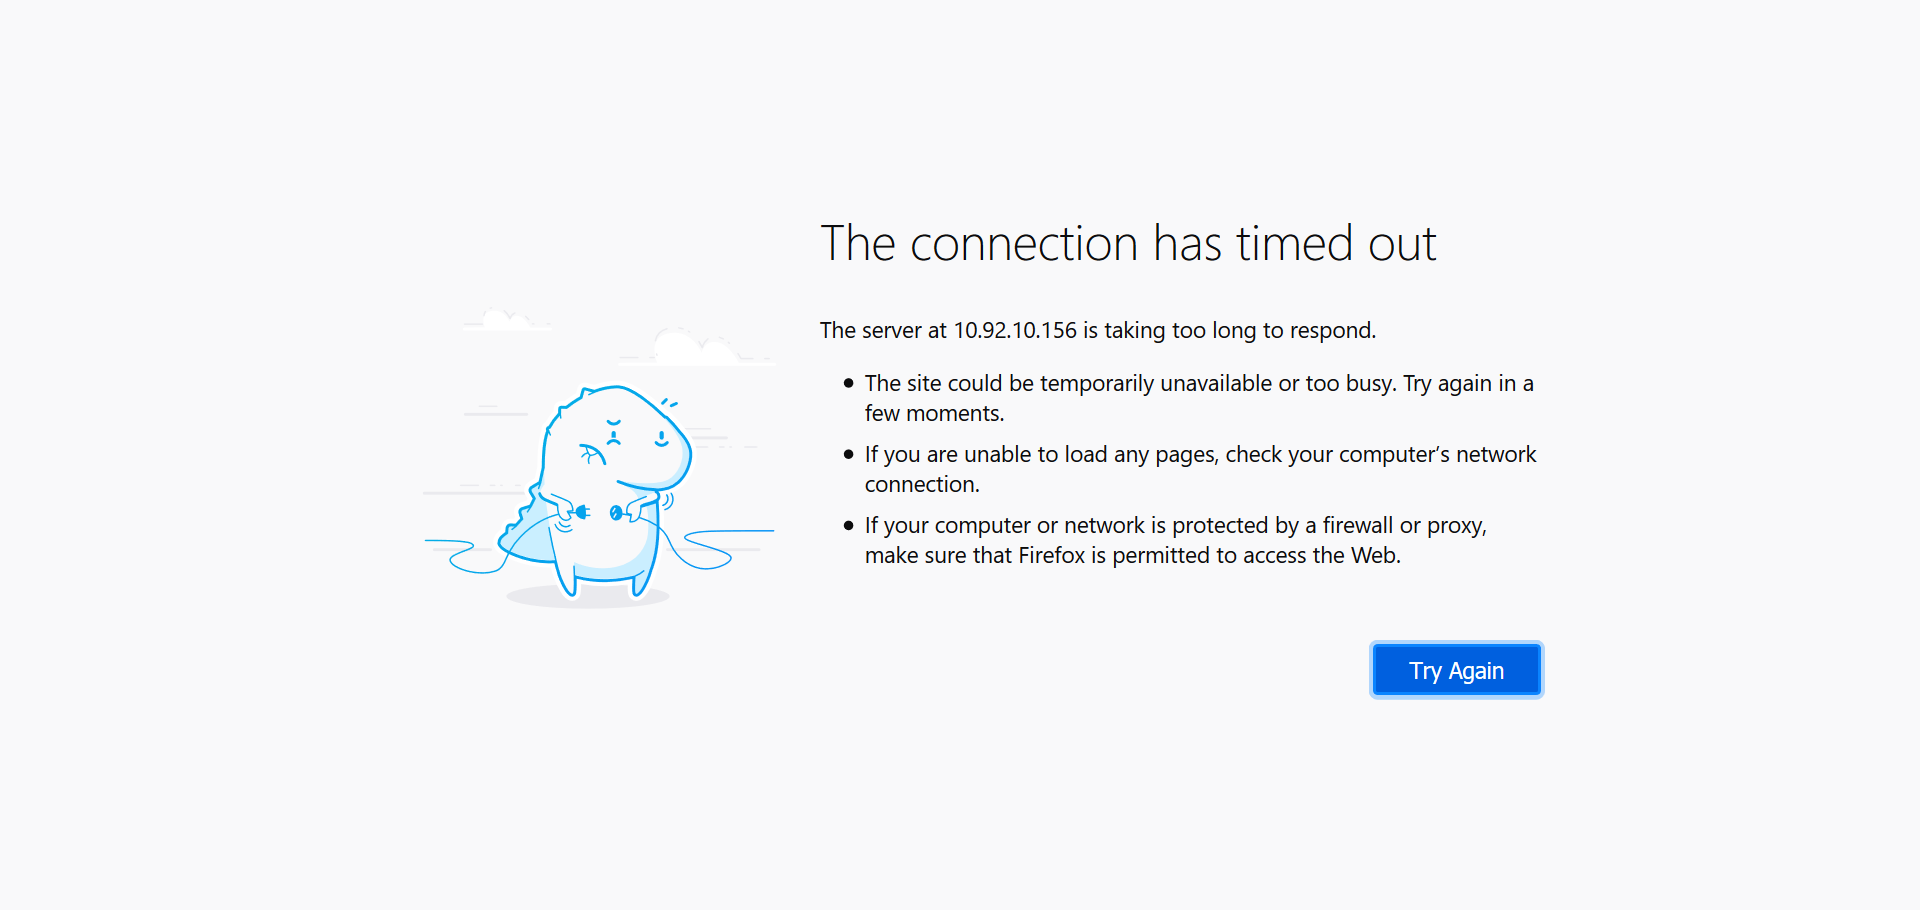 The connection has timed out
The server at 10.92.10.156 is taking too long to respond.
The site could be temporarily unavailable or too busy. Try again in a
few moments.
If you are unable to load any pages, check your computer’s network
connection.
If your computer or network is protected by a firewall or proxy,
make sure that Firefox is permitted to access the Web.
Try Again